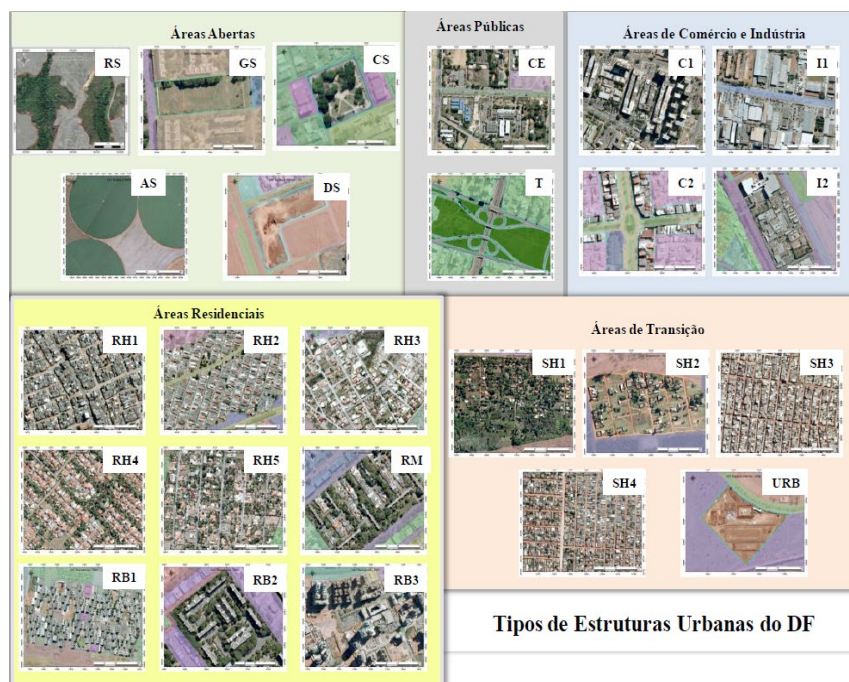 Áreas Abertas
RS
GS
CS
AS
DS
Áreas Públicas
CE
T
Áreas de Comércio e Indústria
C1
I1
C2
I2
Áreas Residenciais
RH1
RH2
RH3
RH4
RH5
RM
RB1
RB2
RB3
Áreas de Transição
SH1
SH2
SH3
SH4
URB
Tipos de Estruturas Urbanas do DF